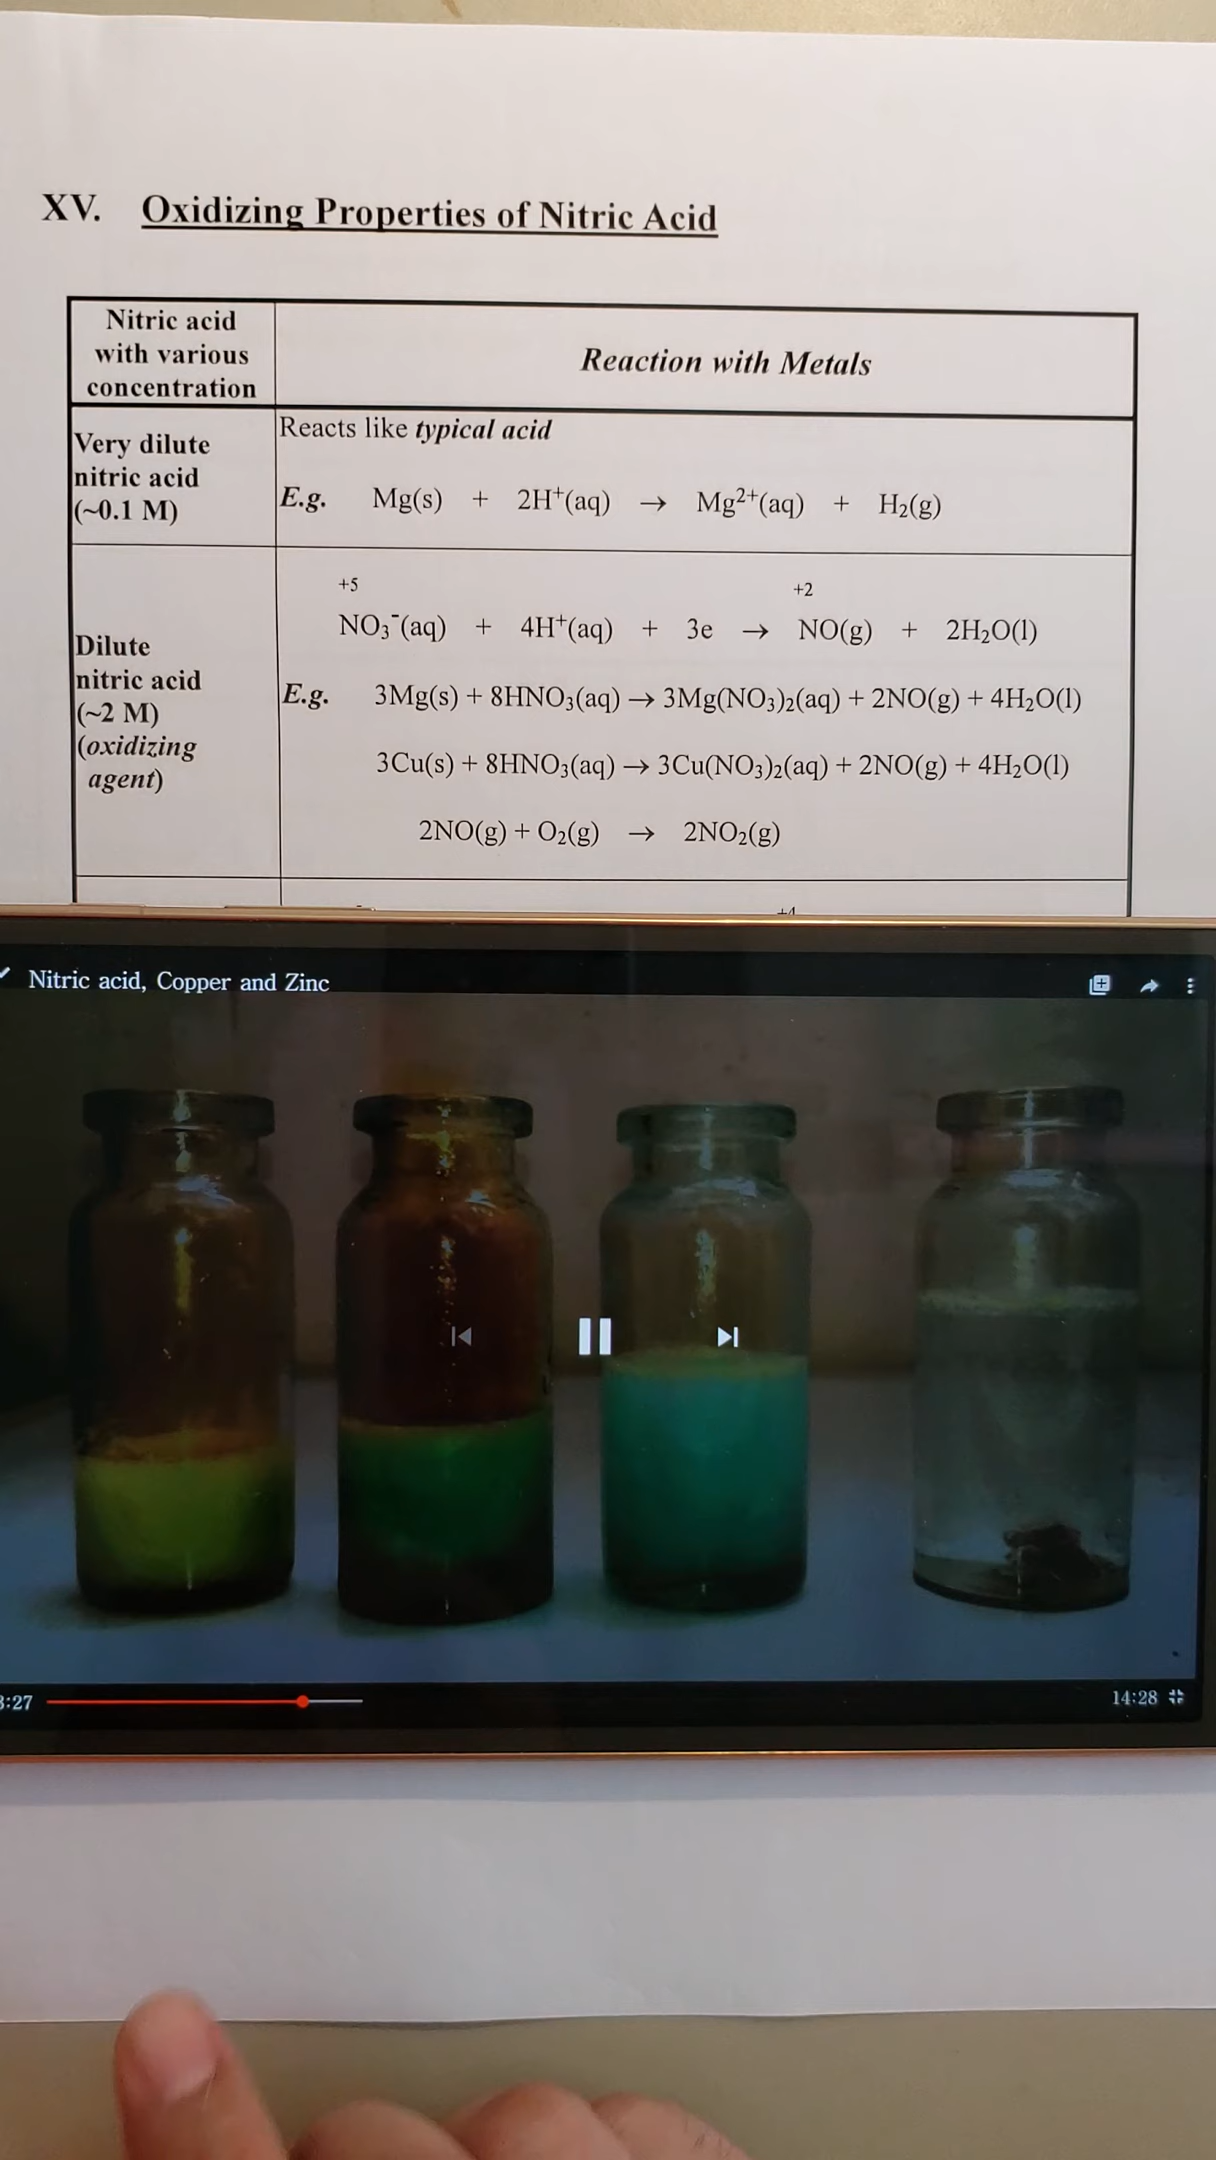 XV. Oxidizing Properties of Nitric Acid
Nitric acid
with various
concentration
Reaction with Metals
Very dilute
nitric acid
(~0.1 M)
Reacts like typical acid
E.g. Mg(s) + 2H⁺(aq) → Mg²⁺(aq) + H₂(g)
Dilute
nitric acid
(~2 M)
(oxidizing
agent)
+5 +2
NO₃⁻(aq) + 4H⁺(aq) + 3e → NO(g) + 2H₂O(l)
E.g. 3Mg(s) + 8HNO₃(aq) → 3Mg(NO₃)₂(aq) + 2NO(g) + 4H₂O(l)
3Cu(s) + 8HNO₃(aq) → 3Cu(NO₃)₂(aq) + 2NO(g) + 4H₂O(l)
2NO(g) + O₂(g) → 2NO₂(g)
+4
Nitric acid, Copper and Zinc
3:27
14:28